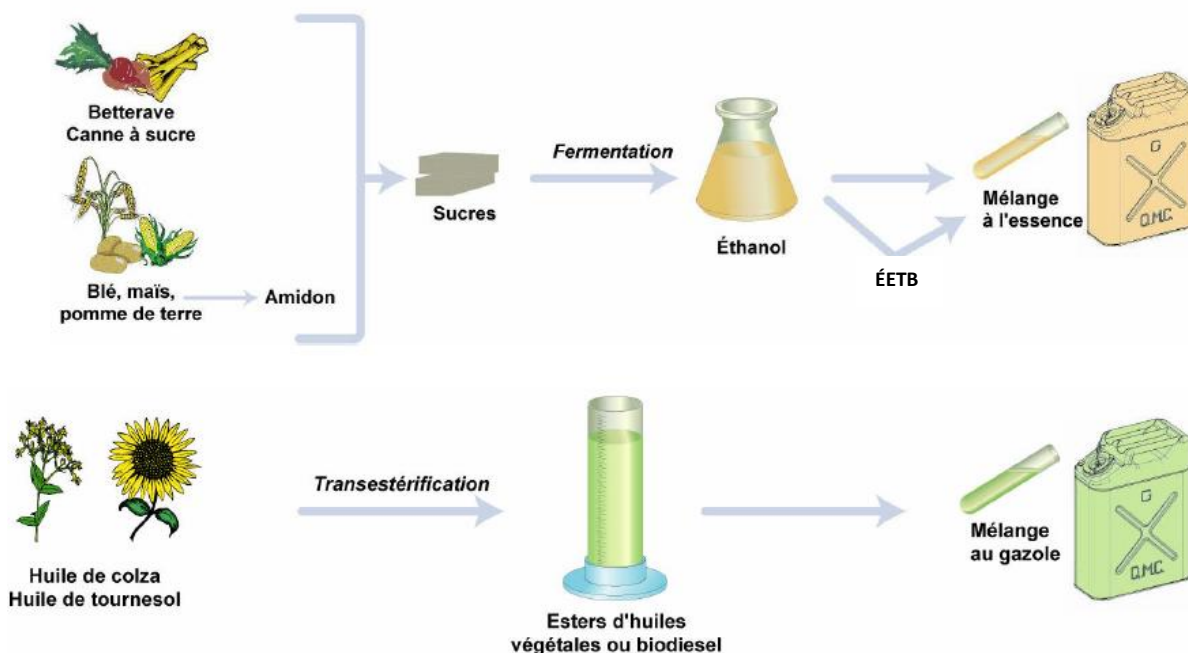 Betterave
Canne à sucre
Blé, maïs,
pomme de terre
Amidon
Sucres
Fermentation
Éthanol
ÉETB
Mélange
à l'essence
G
Q.M.C.
Huile de colza
Huile de tournesol
Transestérification
Esters d'huiles
végétales ou biodiesel
Mélange
au gazole
G
Q.M.C.